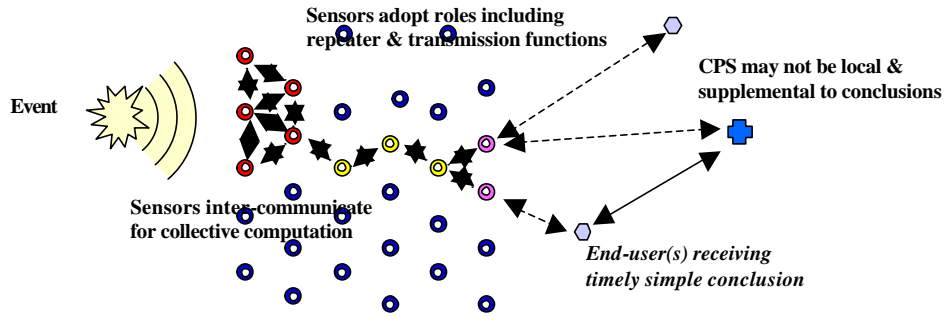 Sensors adopt roles including
repeater & transmission functions
CPS may not be local &
supplemental to conclusions
Event
Sensors inter-communicate
for collective computation
End-user(s) receiving
timely simple conclusion